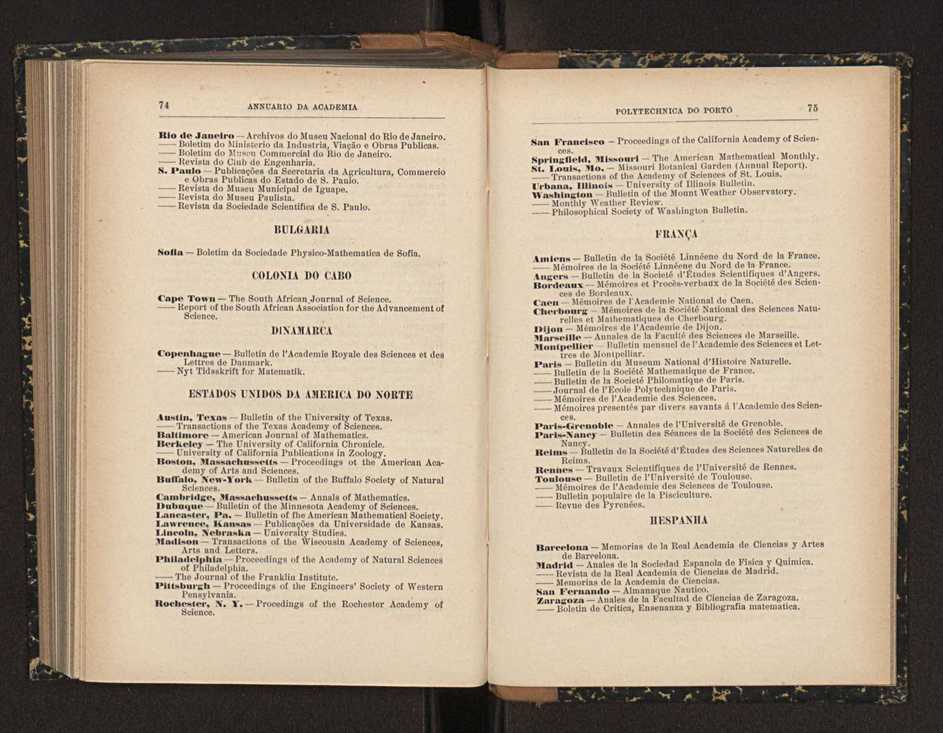 74 ANNUARIO DA ACADEMIA
Rio de Janeiro — Archivos do Museu Nacional do Rio de Janeiro.
—— Boletim do Ministerio da Industria, Viação e Obras Publicas.
—— Boletim do Museu Commercial do Rio de Janeiro.
—— Revista do Club de Engenharia.
S. Paulo — Publicações da Secretaria da Agricultura, Commercio
e Obras Publicas do Estado de S. Paulo.
—— Revista do Museu Municipal de Iguape.
—— Revista do Museu Paulista.
—— Revista da Sociedade Scientifica de S. Paulo.
BULGARIA
Sofia — Boletim da Sociedade Physico-Mathematica de Sofia.
COLONIA DO CABO
Cape Town — The South African Journal of Science.
—— Report of the South African Association for the Advancement of
Science.
DINAMARCA
Copenhague — Bulletin de l'Academie Royale des Sciences et des
Lettres de Danmark.
—— Nyt Tidsskrift for Matematik.
ESTADOS UNIDOS DA AMERICA DO NORTE
Austin, Texas — Bulletin of the University of Texas.
—— Transactions of the Texas Academy of Sciences.
Baltimore — American Journal of Mathematics.
Berkeley — The University of California Chronicle.
—— University of California Publications in Zoology.
Boston, Massachussetts — Proceedings ot the American Aca-
demy of Arts and Sciences.
Buffalo, New-York — Bulletin of the Buffalo Society of Natural
Sciences.
Cambridge, Massachussetts — Annals of Mathematics.
Dubuque — Bulletin of the Minnesota Academy of Sciences.
Lancaster, Pa. — Bulletin of fhe American Mathematical Society.
Lawrence, Kansas — Publicações da Universidade de Kansas.
Lincoln, Nebraska — University Studies.
Madison — Transactions of the Wiscousin Academy of Sciences,
Arts and Letters.
Philadelphia — Proceedings of the Academy of Natural Sciences
of Philadelphia.
—— The Journal of the Franklin Institute.
Pittsburgh — Proceedings of the Engineers' Society of Western
Pensylvania.
Rochester, N. Y. — Procedings of the Rochester Academy of
Science.
POLYTECHNICA DO PORTO 75
San Francisco — Proceedings of the California Academy of Scien-
ces.
Springfield, Missouri — The American Mathematical Monthly.
St. Louis, Mo. — Missouri Botanical Garden (Annual Report).
—— Transactions of the Academy of Sciences of St. Louis.
Urbana, Illinois — University of Illinois Bulletin.
Washington — Bulletin of the Mount Weather Observatory.
—— Monthly Weather Review.
—— Philosophical Society of Washington Bulletin.
FRANÇA
Amiens — Bulletin de la Société Linnéene du Nord de la France.
—— Mémoires de la Société Linnéene du Nord de la France.
Angers — Bulletin de la Societé d'Études Scientifiques d'Angers.
Bordeaux — Mémoires et Procès-verbaux de la Société des Scien-
ces de Bordeaux.
Caen — Mémoires de l'Academie National de Caen.
Cherbourg — Mémoires de la Société National des Sciences Natu-
relles et Mathematiques de Cherbourg.
Dijon — Mémoires de l'Academie de Dijon.
Marseille — Annales de la Faculté des Sciences de Marseille.
Montpellier — Bulletin mensuel de l'Academie des Sciences et Let-
tres de Montpelliar.
Paris — Bulletin du Museum National d'Histoire Naturelle.
—— Bulletin de la Société Mathematique de France.
—— Bulletin de la Societé Philomatique de Paris.
—— Journal de l'Ecole Polytechnique de Paris.
—— Mémoires de l'Academie des Sciences.
—— Mémoires presentés par divers savants á l'Academie des Scien-
ces.
Paris-Grenoble — Annales de l'Université de Grenoble.
Paris-Nancy — Bulletin des Séances de la Société des Sciences de
Nancy.
Reims — Bulletin de la Société d'Études des Sciences Naturelles de
Reims.
Rennes — Travaux Scientifiques de l'Université de Rennes.
Toulouse — Bulletin de l'Université de Toulouse.
—— Mémoires de l'Academie des Sciences de Toulouse.
—— Bulletin populaire de la Pisciculture.
—— Revue des Pyrenées.
HESPANHA
Barcelona — Memorias de la Real Academia de Ciencias y Artes
de Barcelona.
Madrid — Anales de la Sociedad Espanola de Fisica y Quimica.
—— Revista de la Real Academia de Ciencias de Madrid.
—— Memorias de la Academia de Ciencias.
San Fernando — Almanaque Nautico.
Zaragoza — Anales de la Facultad de Ciencias de Zaragoza.
—— Boletin de Critica, Ensenanza y Bibliografia matematica.